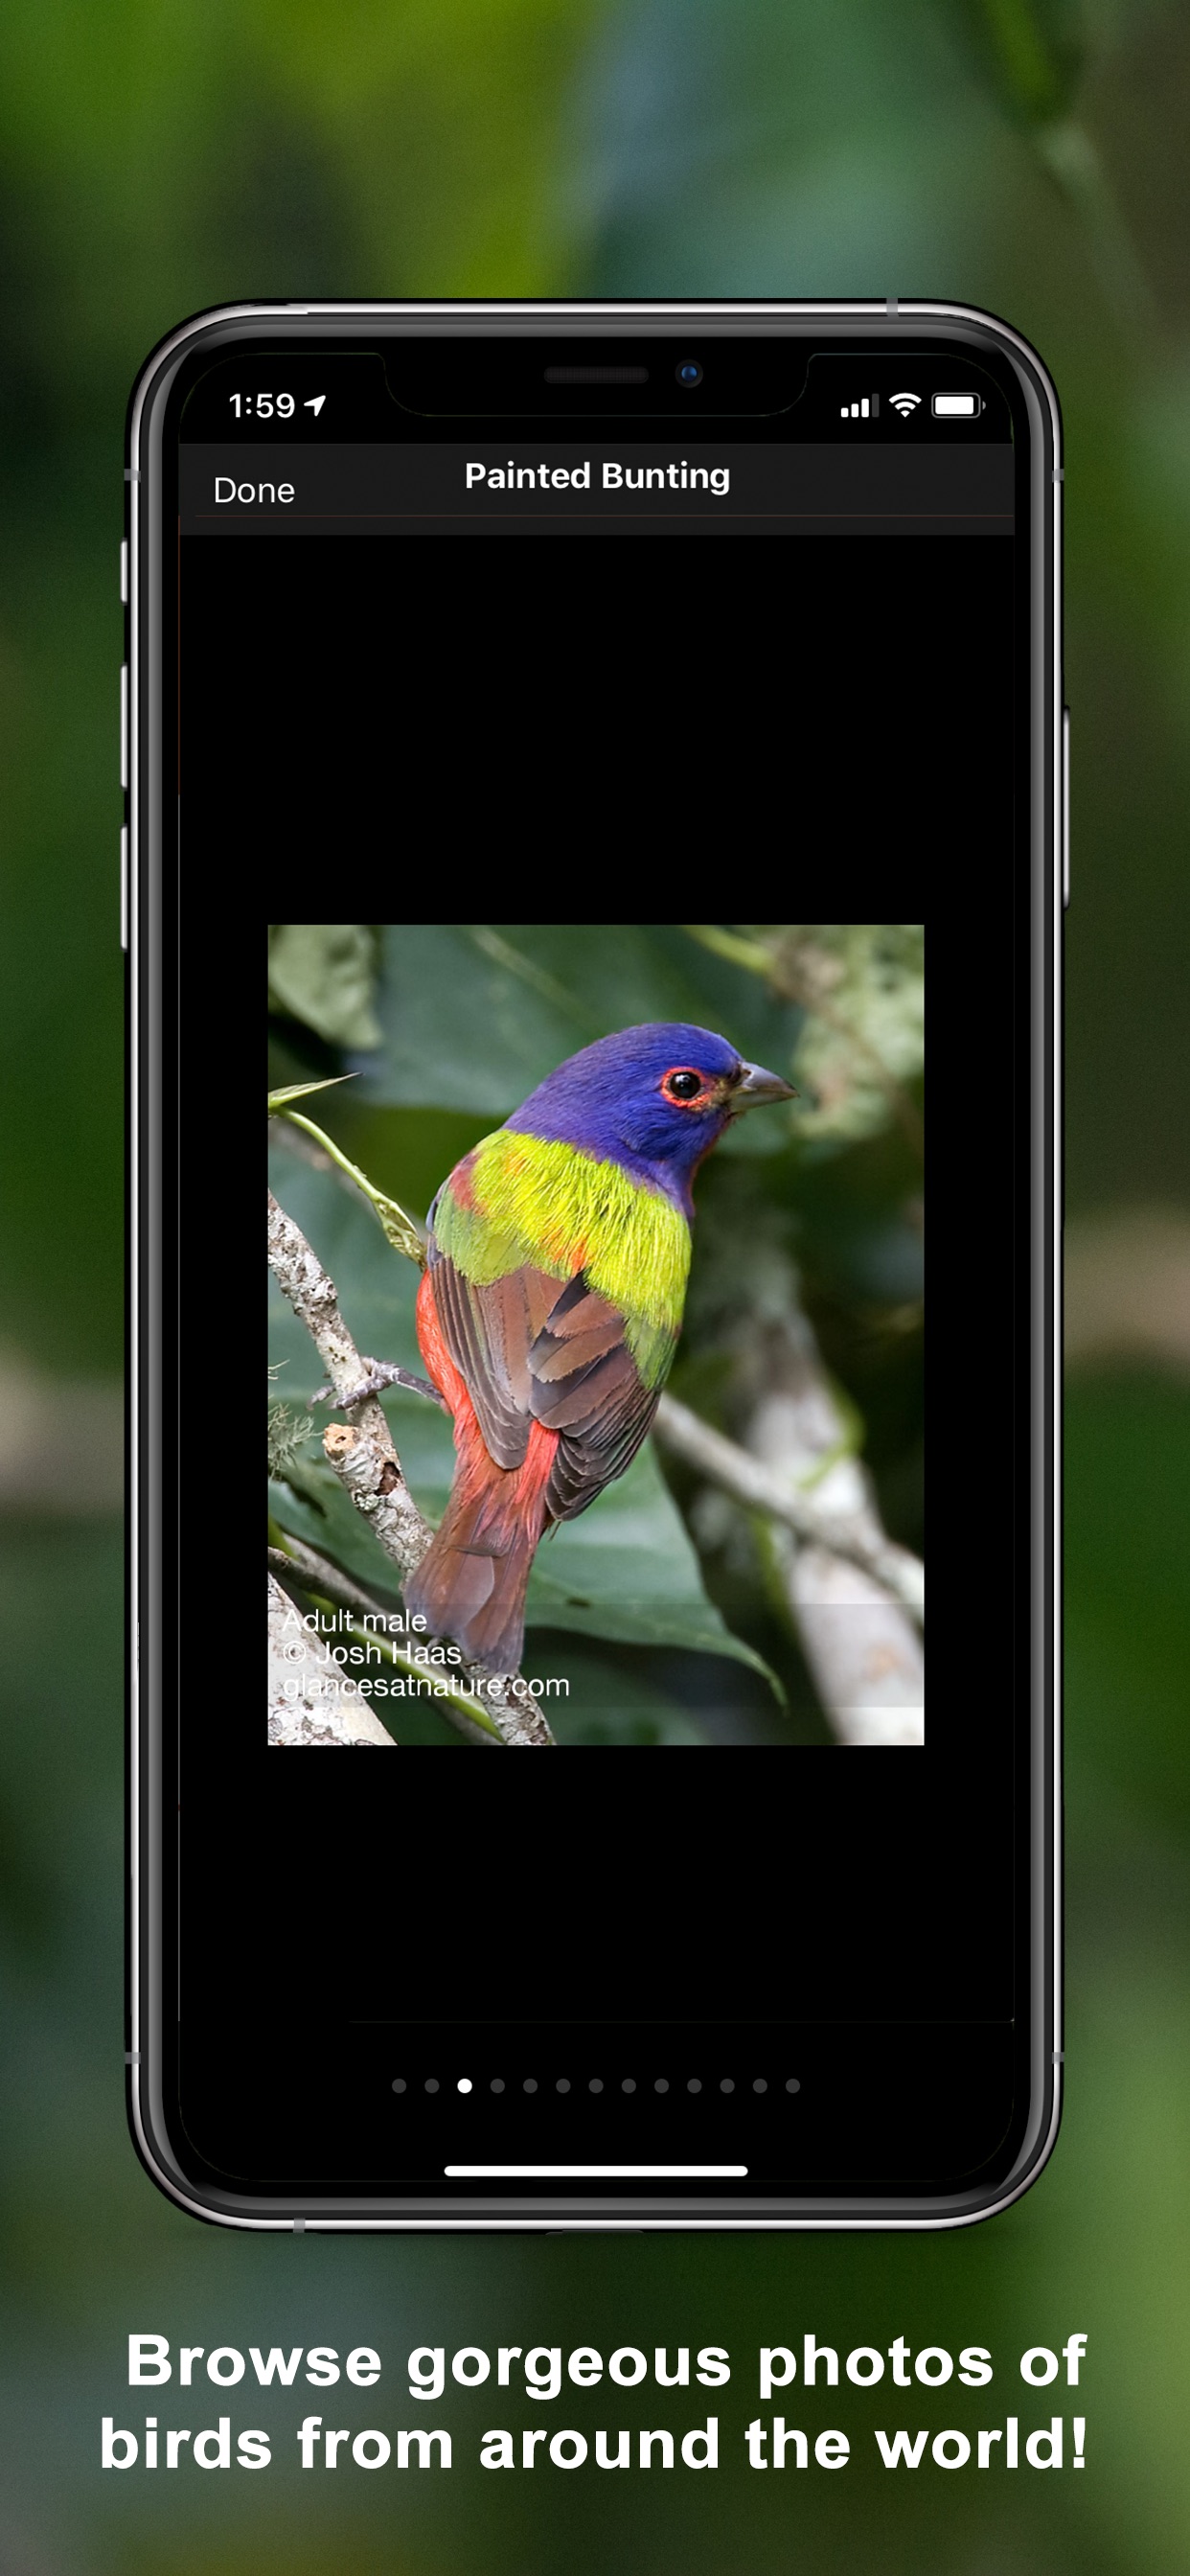 1:59
Painted Bunting
Done
Adult male
© Josh Haas
glancesatnature.com
Browse gorgeous photos of
birds from around the world!